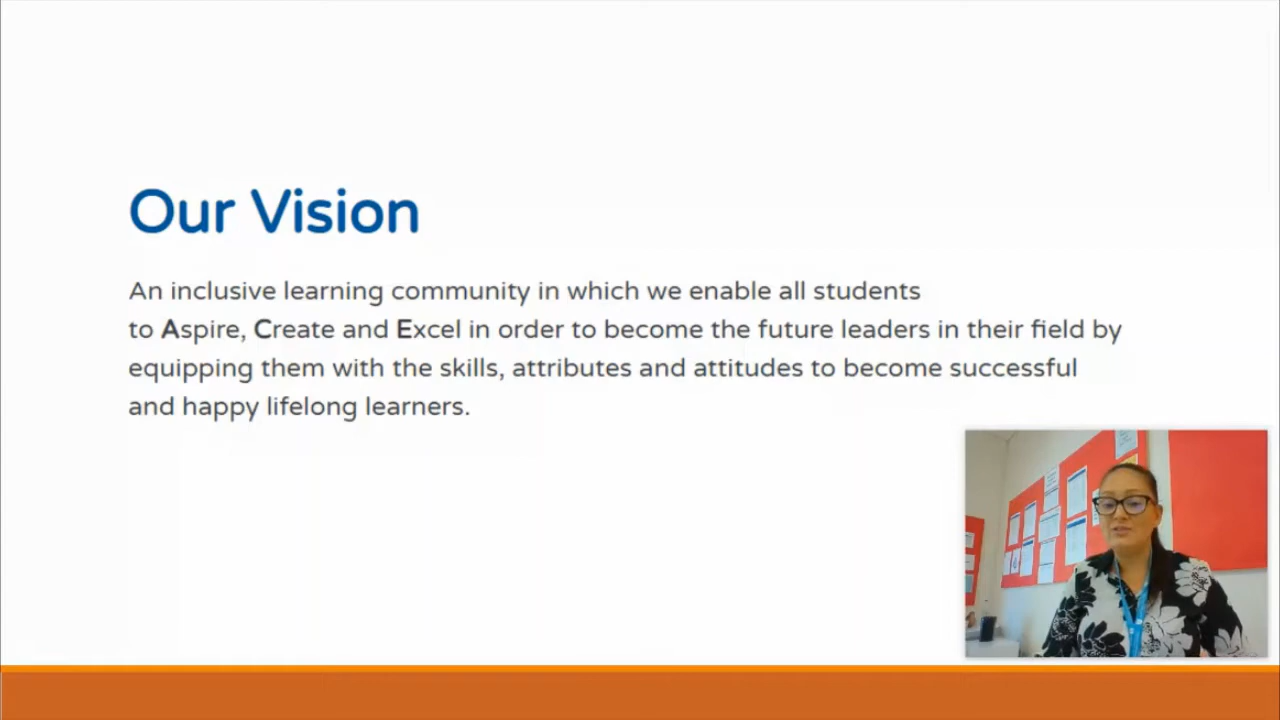 Our Vision
An inclusive learning community in which we enable all students
to Aspire, Create and Excel in order to become the future leaders in their field by
equipping them with the skills, attributes and attitudes to become successful
and happy lifelong learners.